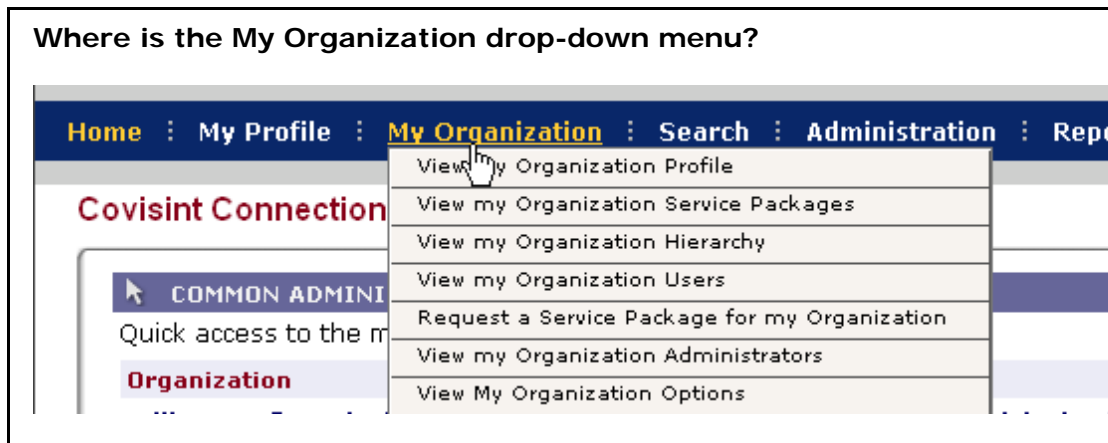 Where is the My Organization drop-down menu?
Home ⋮ My Profile ⋮ My Organization ⋮ Search ⋮ Administration ⋮ Repo
View my Organization Profile
View my Organization Service Packages
Covisint Connection
View my Organization Hierarchy
View my Organization Users
COMMON ADMINI
Request a Service Package for my Organization
Quick access to the m
View my Organization Administrators
Organization
View My Organization Options